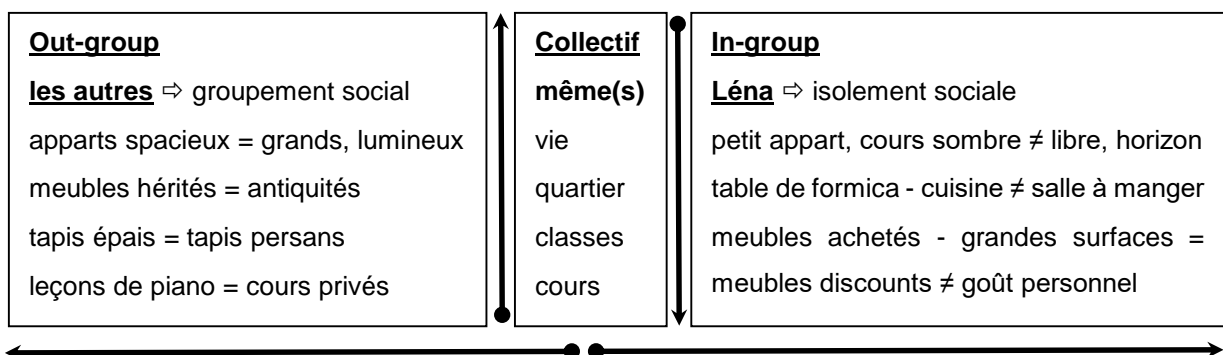 Out-group
les autres ⇨ groupement social
apparts spacieux = grands, lumineux
meubles hérités = antiquités
tapis épais = tapis persans
leçons de piano = cours privés
Collectif
même(s)
vie
quartier
classes
cours
In-group
Léna ⇨ isolement sociale
petit appart, cours sombre ≠ libre, horizon
table de formica - cuisine ≠ salle à manger
meubles achetés - grandes surfaces =
meubles discounts ≠ goût personnel